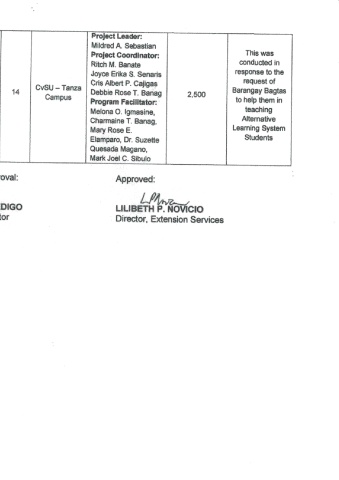 Project Leader:
Mildred A. Sebastian
Project Coordinator:
Ritch M. Banate
Joyce Erika S. Senaris
Cris Albert P. Cajigas
Debbie Rose T. Banag
Program Facilitator:
Melona O. Igmasine,
Charmaine T. Banag,
Mary Rose E.
Elamparo, Dr. Suzette
Quesada Magano,
Mark Joel C. Sibulo
14
CvSU – Tanza
Campus
2,500
This was
conducted in
response to the
request of
Barangay Bagtas
to help them in
teaching
Alternative
Learning System
Students
oval:
DIGO
tor
Approved:
LILIBETH P. NOVICIO
Director, Extension Services